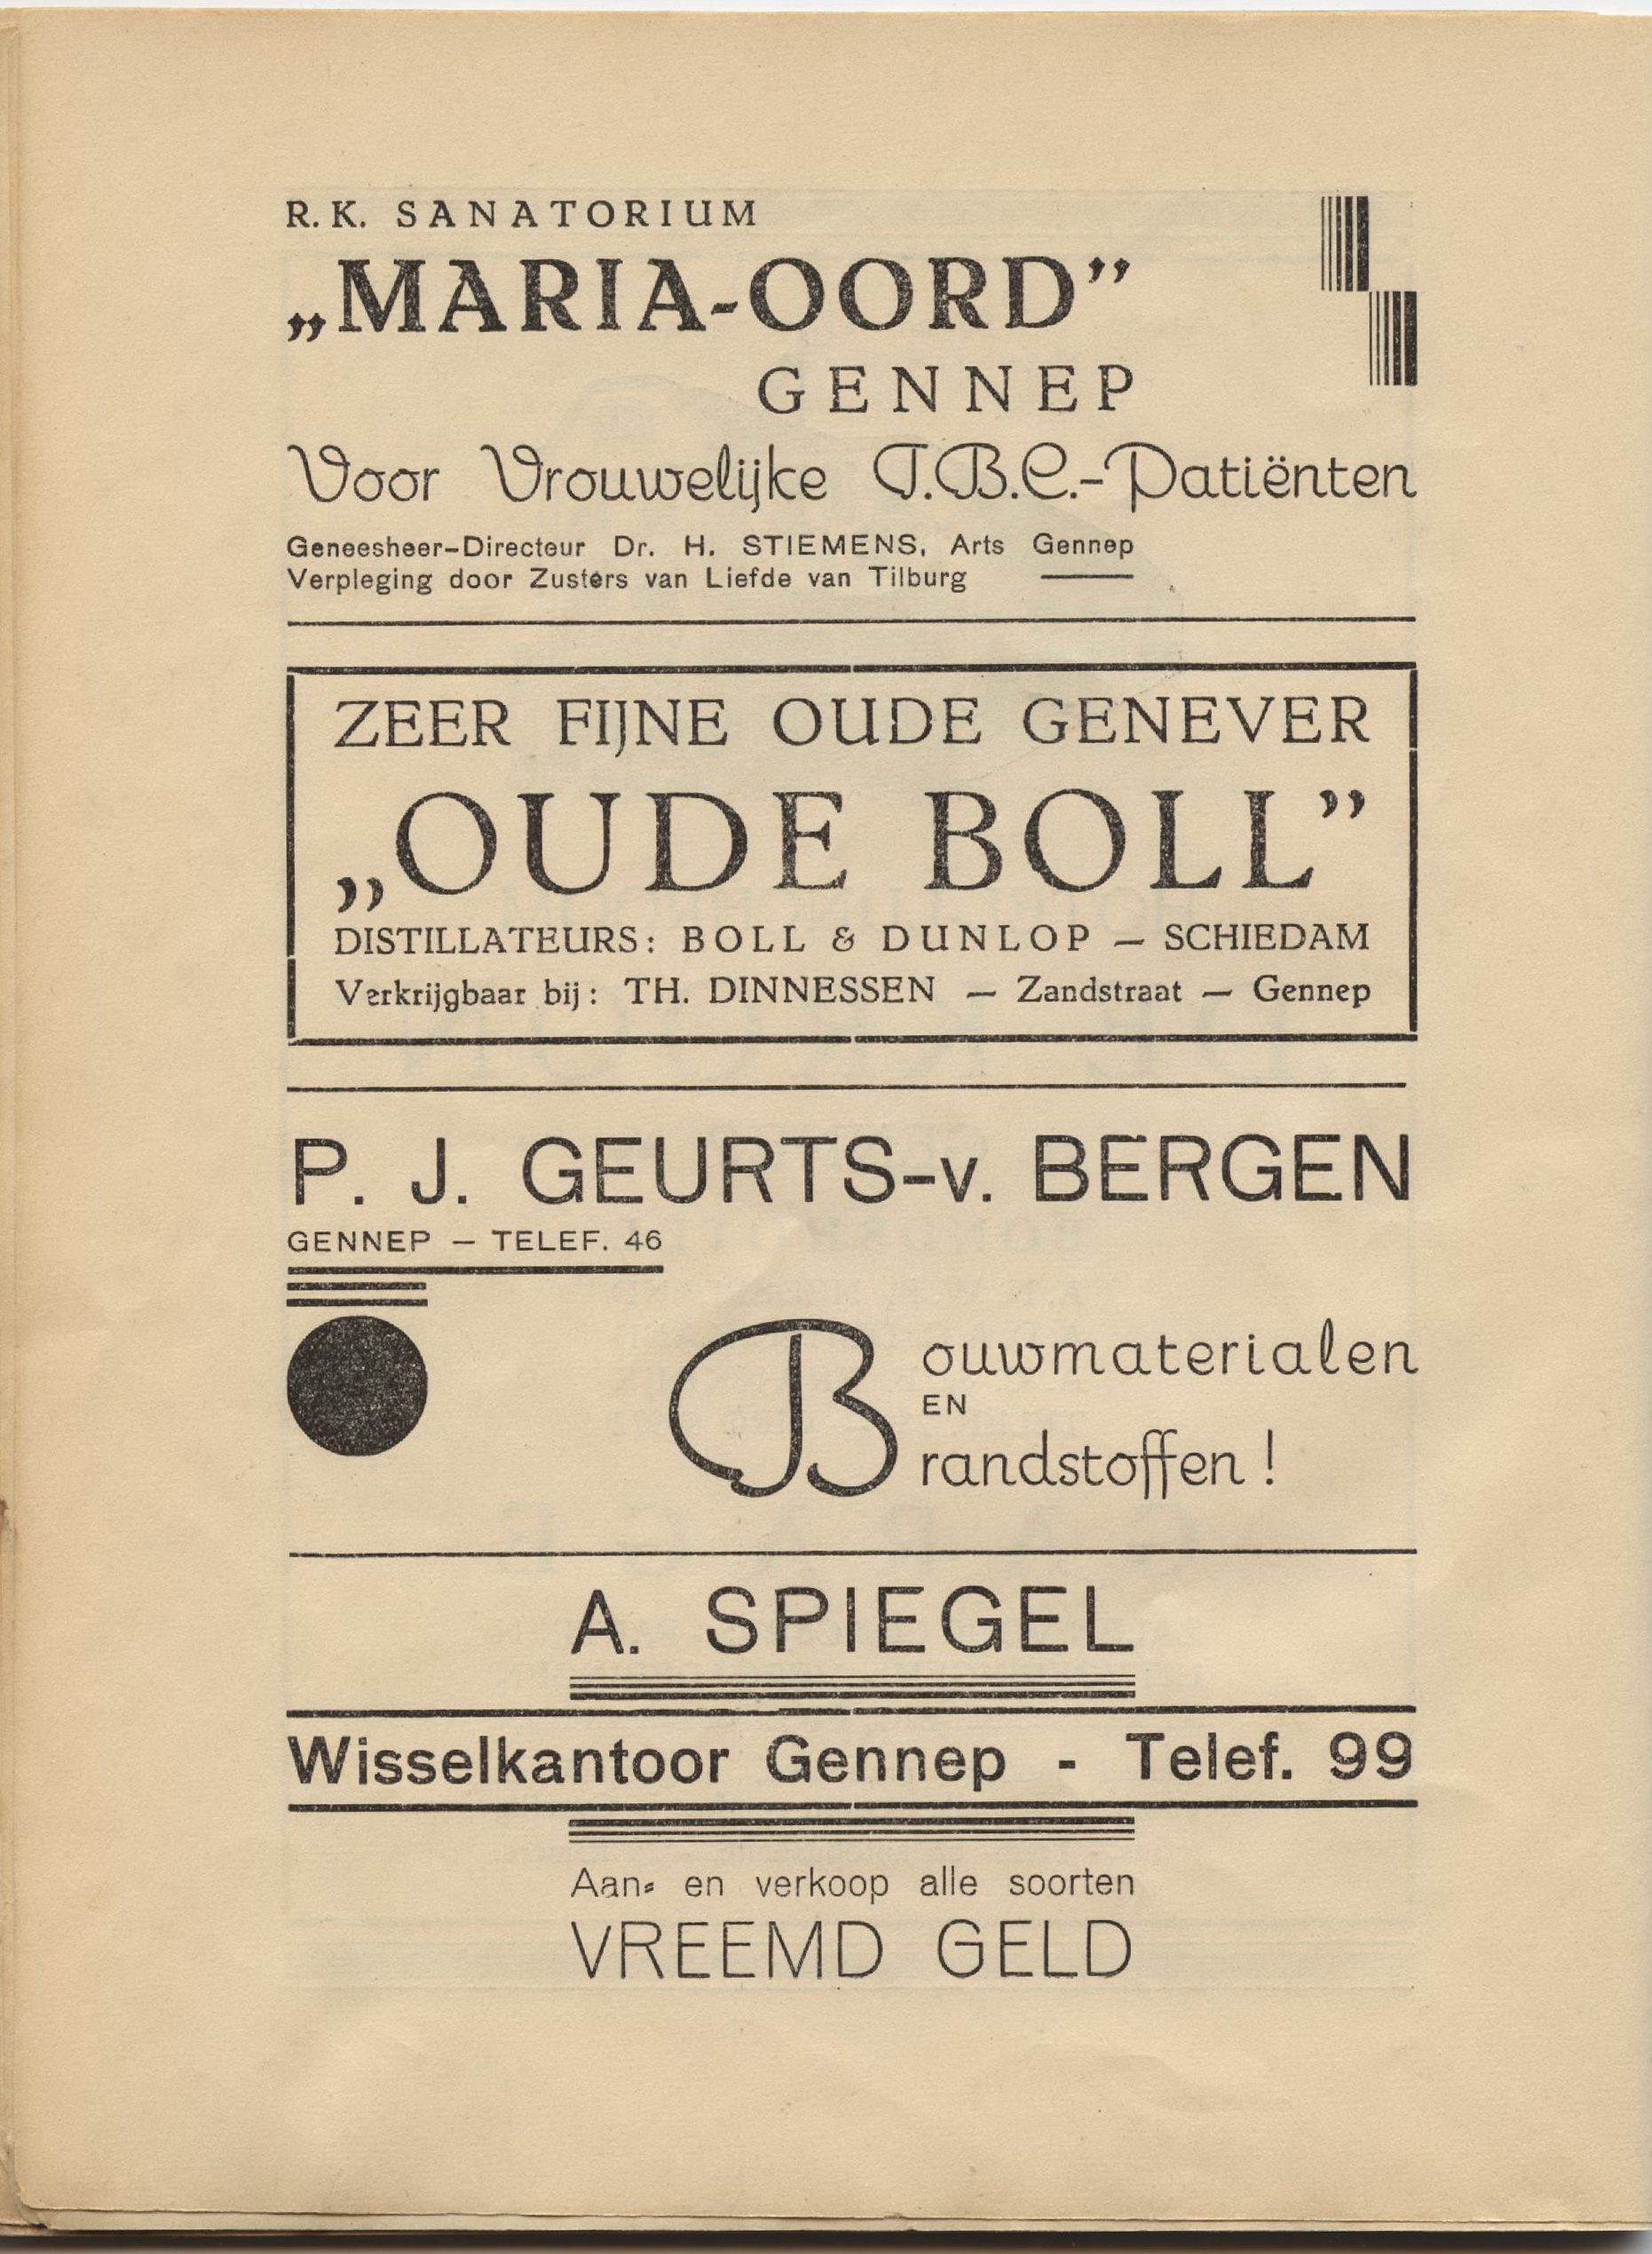 R.K. SANATORIUM
„MARIA-OORD”
GENNEP
Voor Vrouwelijke T.B.C.-Patiënten
Geneesheer-Directeur Dr. H. STIEMENS, Arts Gennep
Verpleging door Zusters van Liefde van Tilburg
ZEER FIJNE OUDE GENEVER
„OUDE BOLL”
DISTILLATEURS: BOLL & DUNLOP — SCHIEDAM
Verkrijgbaar bij: TH. DINNESSEN — Zandstraat — Gennep
P. J. GEURTS-v. BERGEN
GENNEP — TELEF. 46
Bouwmaterialen
EN
randstoffen!
A. SPIEGEL
Wisselkantoor Gennep - Telef. 99
Aan- en verkoop alle soorten
VREEMD GELD